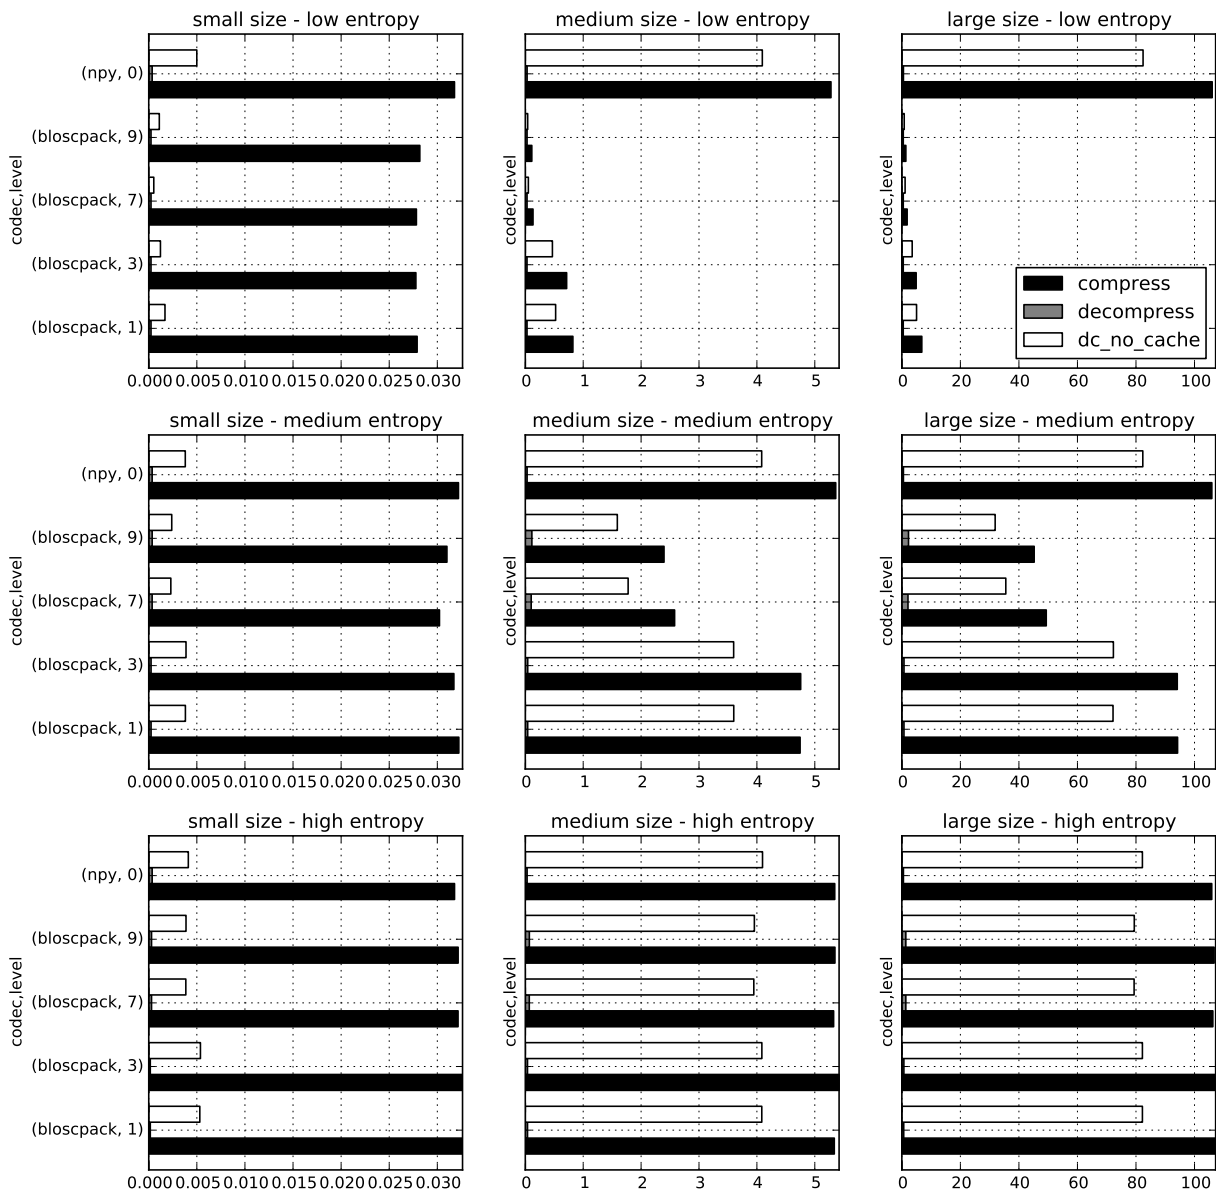 small size - low entropy
medium size - low entropy
large size - low entropy
codec,level
(npy, 0)
(bloscpack, 9)
(bloscpack, 7)
(bloscpack, 3)
(bloscpack, 1)
0.000 0.005 0.010 0.015 0.020 0.025 0.030
codec,level
0 1 2 3 4 5
codec,level
compress
decompress
dc_no_cache
0 20 40 60 80 100
small size - medium entropy
medium size - medium entropy
large size - medium entropy
codec,level
(npy, 0)
(bloscpack, 9)
(bloscpack, 7)
(bloscpack, 3)
(bloscpack, 1)
0.000 0.005 0.010 0.015 0.020 0.025 0.030
codec,level
0 1 2 3 4 5
codec,level
0 20 40 60 80 100
small size - high entropy
medium size - high entropy
large size - high entropy
codec,level
(npy, 0)
(bloscpack, 9)
(bloscpack, 7)
(bloscpack, 3)
(bloscpack, 1)
0.000 0.005 0.010 0.015 0.020 0.025 0.030
codec,level
0 1 2 3 4 5
codec,level
0 20 40 60 80 100